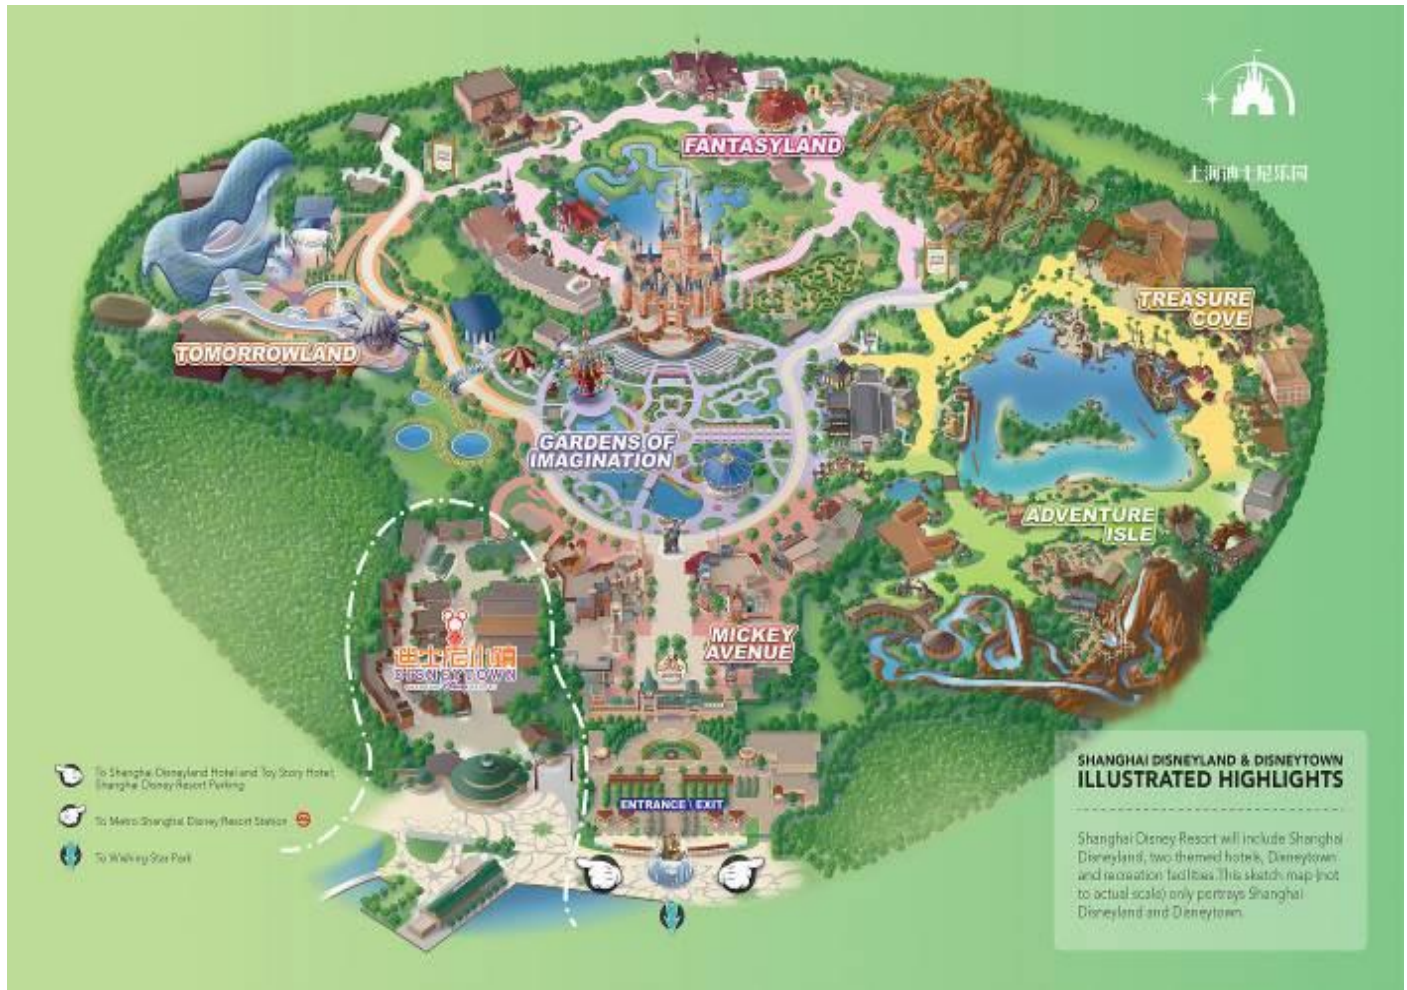 上海迪士尼乐园
FANTASYLAND
TREASURE
COVE
TOMORROWLAND
GARDENS OF
IMAGINATION
ADVENTURE
ISLE
MICKEY
AVENUE
迪士尼小镇
DISNEYTOWN
ENTRANCE \ EXIT
To Shanghai Disneyland Hotel and Toy Story Hotel,
Shanghai Disney Resort Parking
To Metro Shanghai Disney Resort Station
To Wishing Star Park
SHANGHAI DISNEYLAND & DISNEYTOWN
ILLUSTRATED HIGHLIGHTS
Shanghai Disney Resort will include Shanghai
Disneyland, two themed hotels, Disneytown
and recreation facilities. This sketch map (not
to actual scale) only portrays Shanghai
Disneyland and Disneytown.